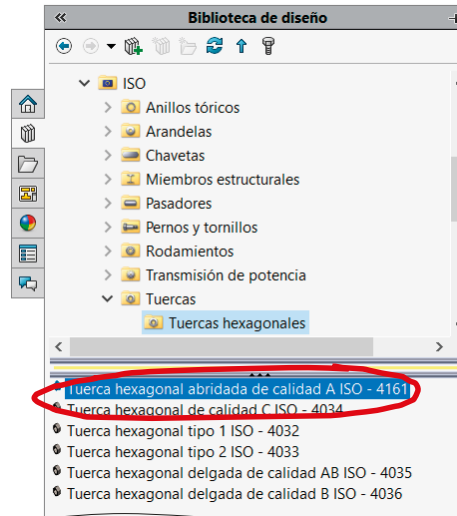 Biblioteca de diseño
ISO
Anillos tóricos
Arandelas
Chavetas
Miembros estructurales
Pasadores
Pernos y tornillos
Rodamientos
Transmisión de potencia
Tuercas
Tuercas hexagonales
Tuerca hexagonal abridada de calidad A ISO - 4161
Tuerca hexagonal de calidad C ISO - 4034
Tuerca hexagonal tipo 1 ISO - 4032
Tuerca hexagonal tipo 2 ISO - 4033
Tuerca hexagonal delgada de calidad AB ISO - 4035
Tuerca hexagonal delgada de calidad B ISO - 4036